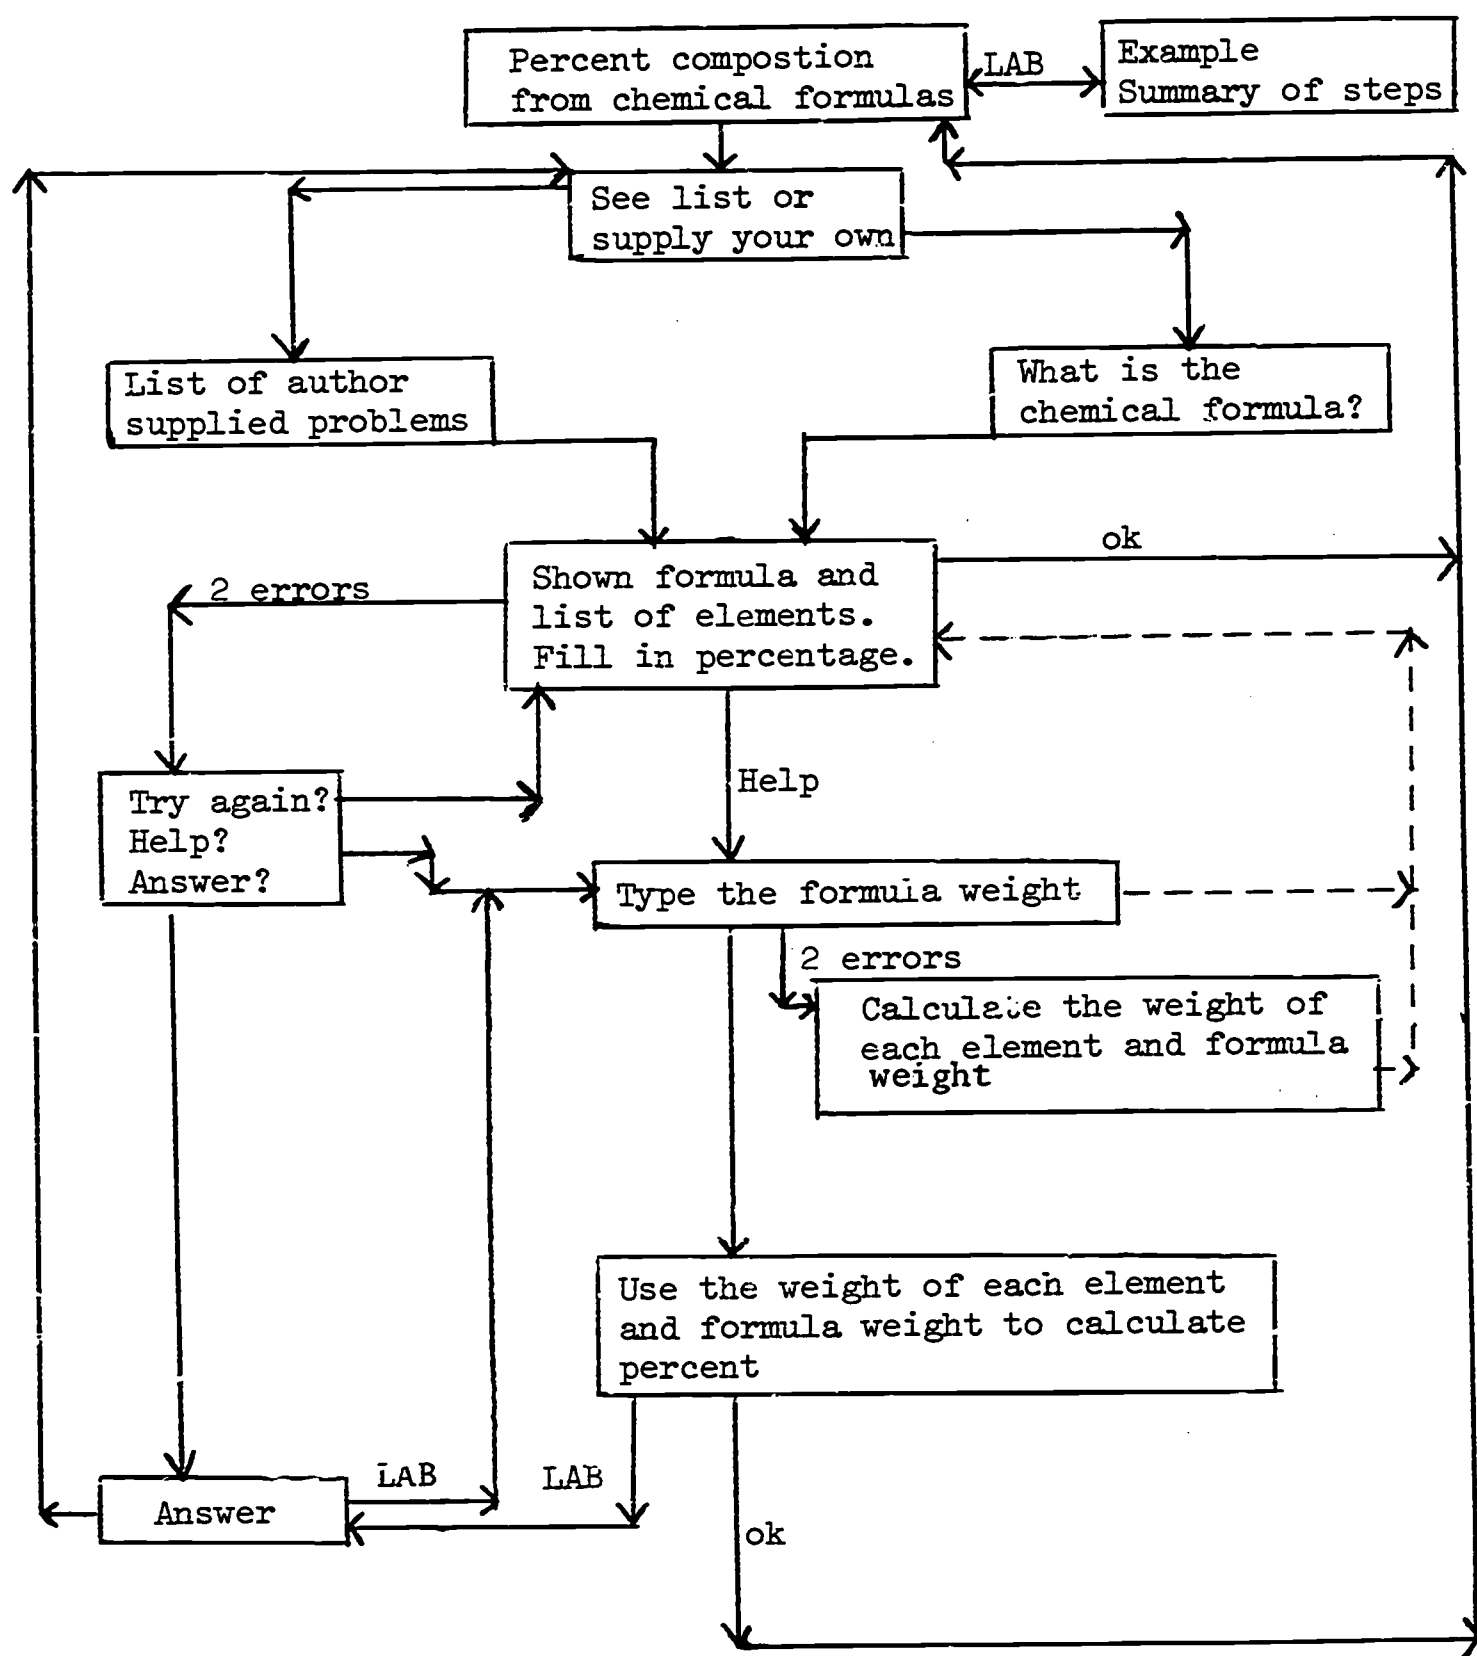 Percent compostion
from chemical formulas
LAB
Example
Summary of steps
See list or
supply your own
List of author
supplied problems
What is the
chemical formula?
ok
2 errors
Shown formula and
list of elements.
Fill in percentage.
Try again?
Help?
Answer?
Help
Type the formula weight
2 errors
Calculate the weight of
each element and formula
weight
Use the weight of each element
and formula weight to calculate
percent
LAB
LAB
Answer
ok